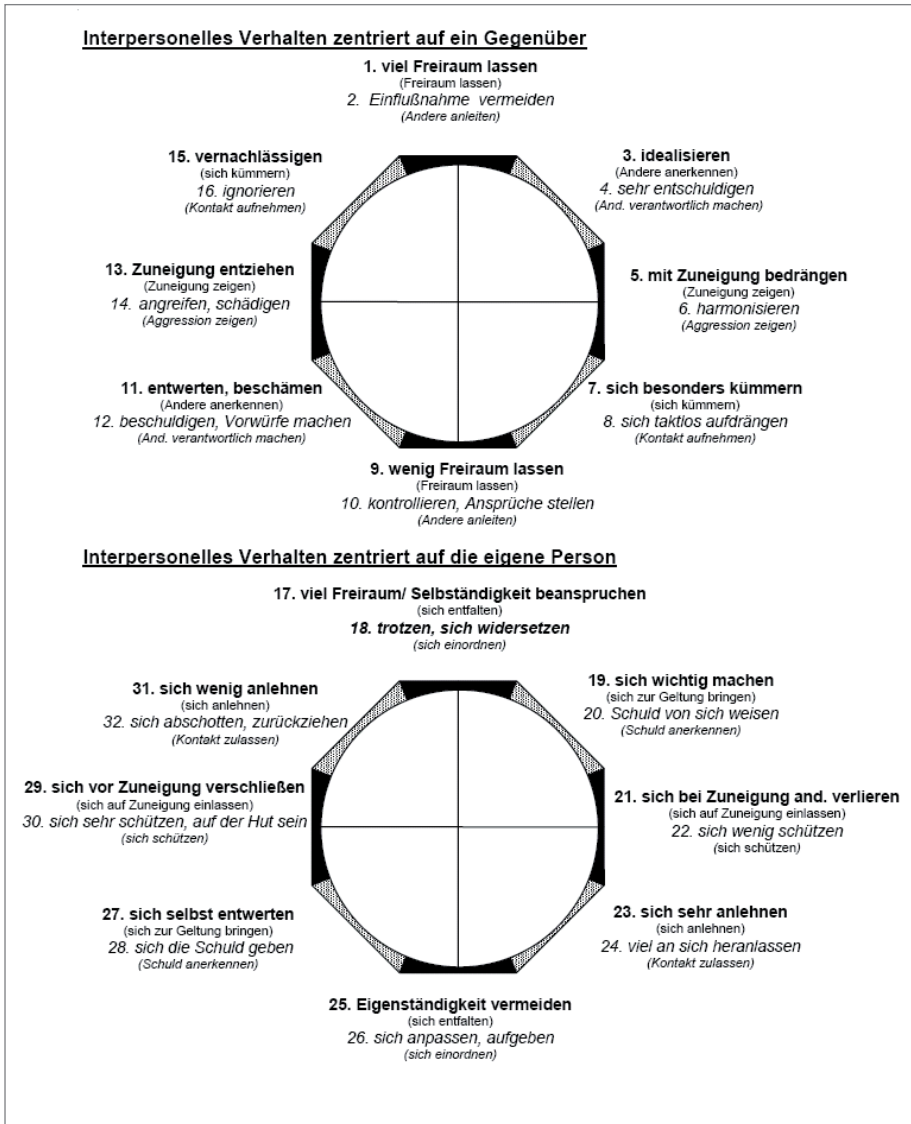 Interpersonelles Verhalten zentriert auf ein Gegenüber
1. viel Freiraum lassen
(Freiraum lassen)
2. Einflußnahme vermeiden
(Andere anleiten)
15. vernachlässigen
(sich kümmern)
16. ignorieren
(Kontakt aufnehmen)
3. idealisieren
(Andere anerkennen)
4. sehr entschuldigen
(And. verantwortlich machen)
13. Zuneigung entziehen
(Zuneigung zeigen)
14. angreifen, schädigen
(Aggression zeigen)
5. mit Zuneigung bedrängen
(Zuneigung zeigen)
6. harmonisieren
(Aggression zeigen)
11. entwerten, beschämen
(Andere anerkennen)
12. beschuldigen, Vorwürfe machen
(And. verantwortlich machen)
7. sich besonders kümmern
(sich kümmern)
8. sich taktlos aufdrängen
(Kontakt aufnehmen)
9. wenig Freiraum lassen
(Freiraum lassen)
10. kontrollieren, Ansprüche stellen
(Andere anleiten)
Interpersonelles Verhalten zentriert auf die eigene Person
17. viel Freiraum/ Selbständigkeit beanspruchen
(sich entfalten)
18. trotzen, sich widersetzen
(sich einordnen)
31. sich wenig anlehnen
(sich anlehnen)
32. sich abschotten, zurückziehen
(Kontakt zulassen)
19. sich wichtig machen
(sich zur Geltung bringen)
20. Schuld von sich weisen
(Schuld anerkennen)
29. sich vor Zuneigung verschließen
(sich auf Zuneigung einlassen)
30. sich sehr schützen, auf der Hut sein
(sich schützen)
21. sich bei Zuneigung and. verlieren
(sich auf Zuneigung einlassen)
22. sich wenig schützen
(sich schützen)
27. sich selbst entwerten
(sich zur Geltung bringen)
28. sich die Schuld geben
(Schuld anerkennen)
23. sich sehr anlehnen
(sich anlehnen)
24. viel an sich heranlassen
(Kontakt zulassen)
25. Eigenständigkeit vermeiden
(sich entfalten)
26. sich anpassen, aufgeben
(sich einordnen)